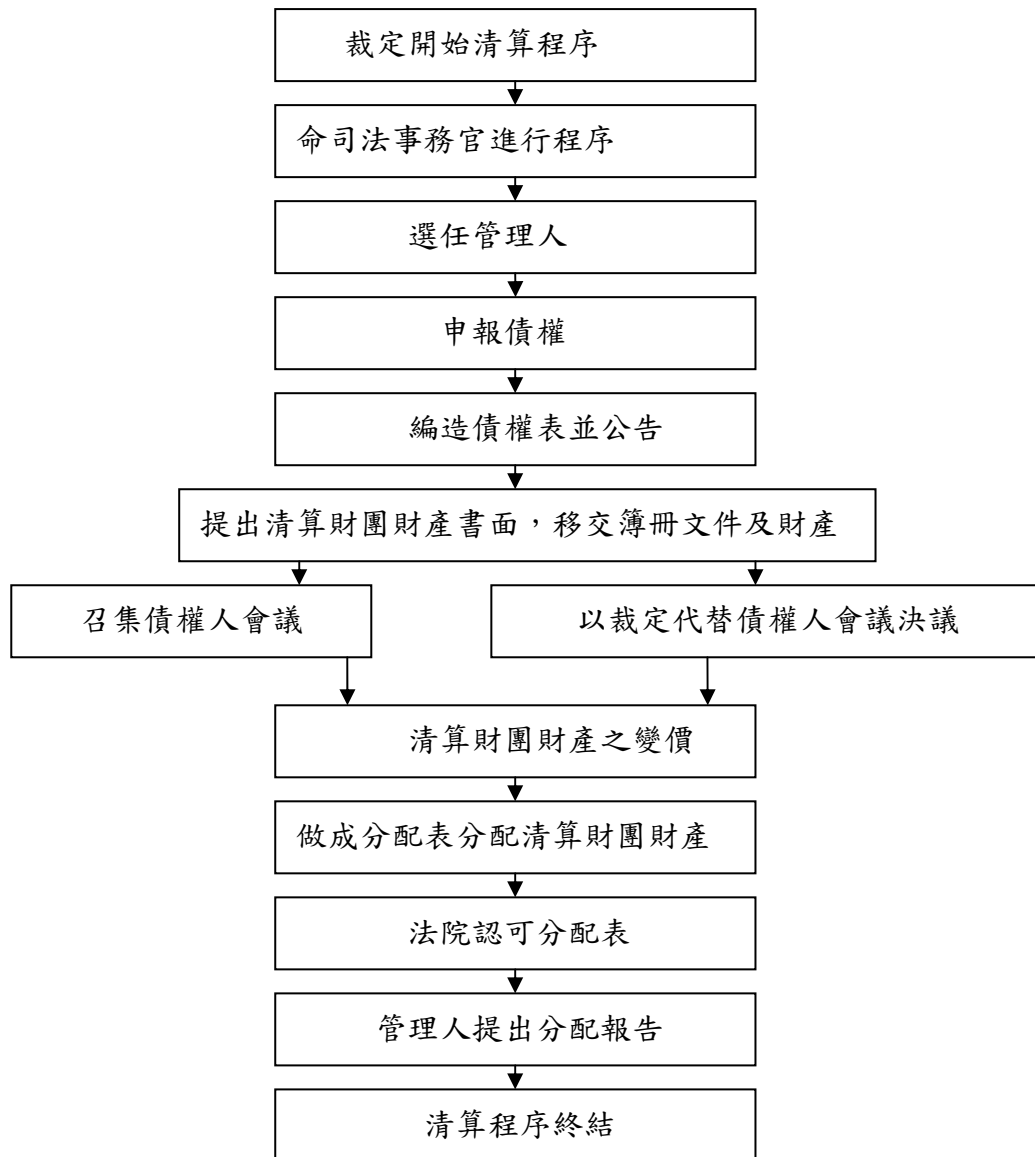 裁定開始清算程序
命司法事務官進行程序
選任管理人
申報債權
編造債權表並公告
提出清算財團財產書面，移交簿冊文件及財產
召集債權人會議
以裁定代替債權人會議決議
清算財團財產之變價
做成分配表分配清算財團財產
法院認可分配表
管理人提出分配報告
清算程序終結